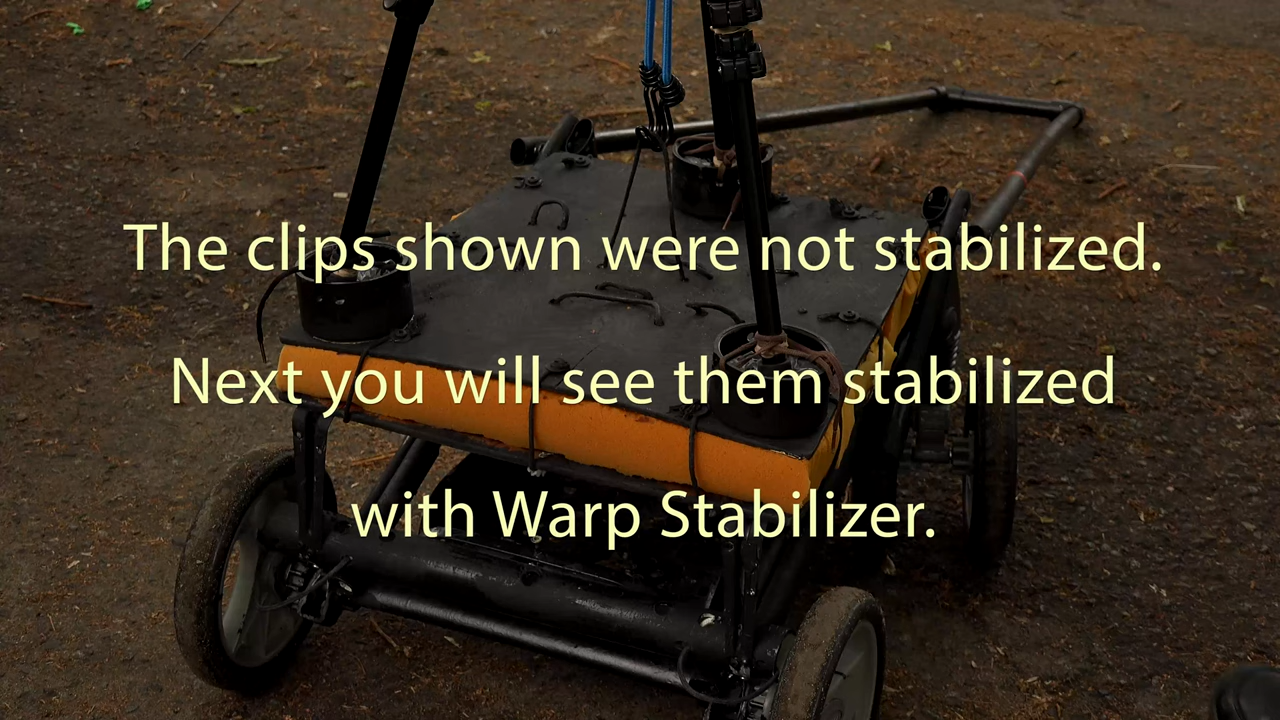 The clips shown were not stabilized.
Next you will see them stabilized
with Warp Stabilizer.